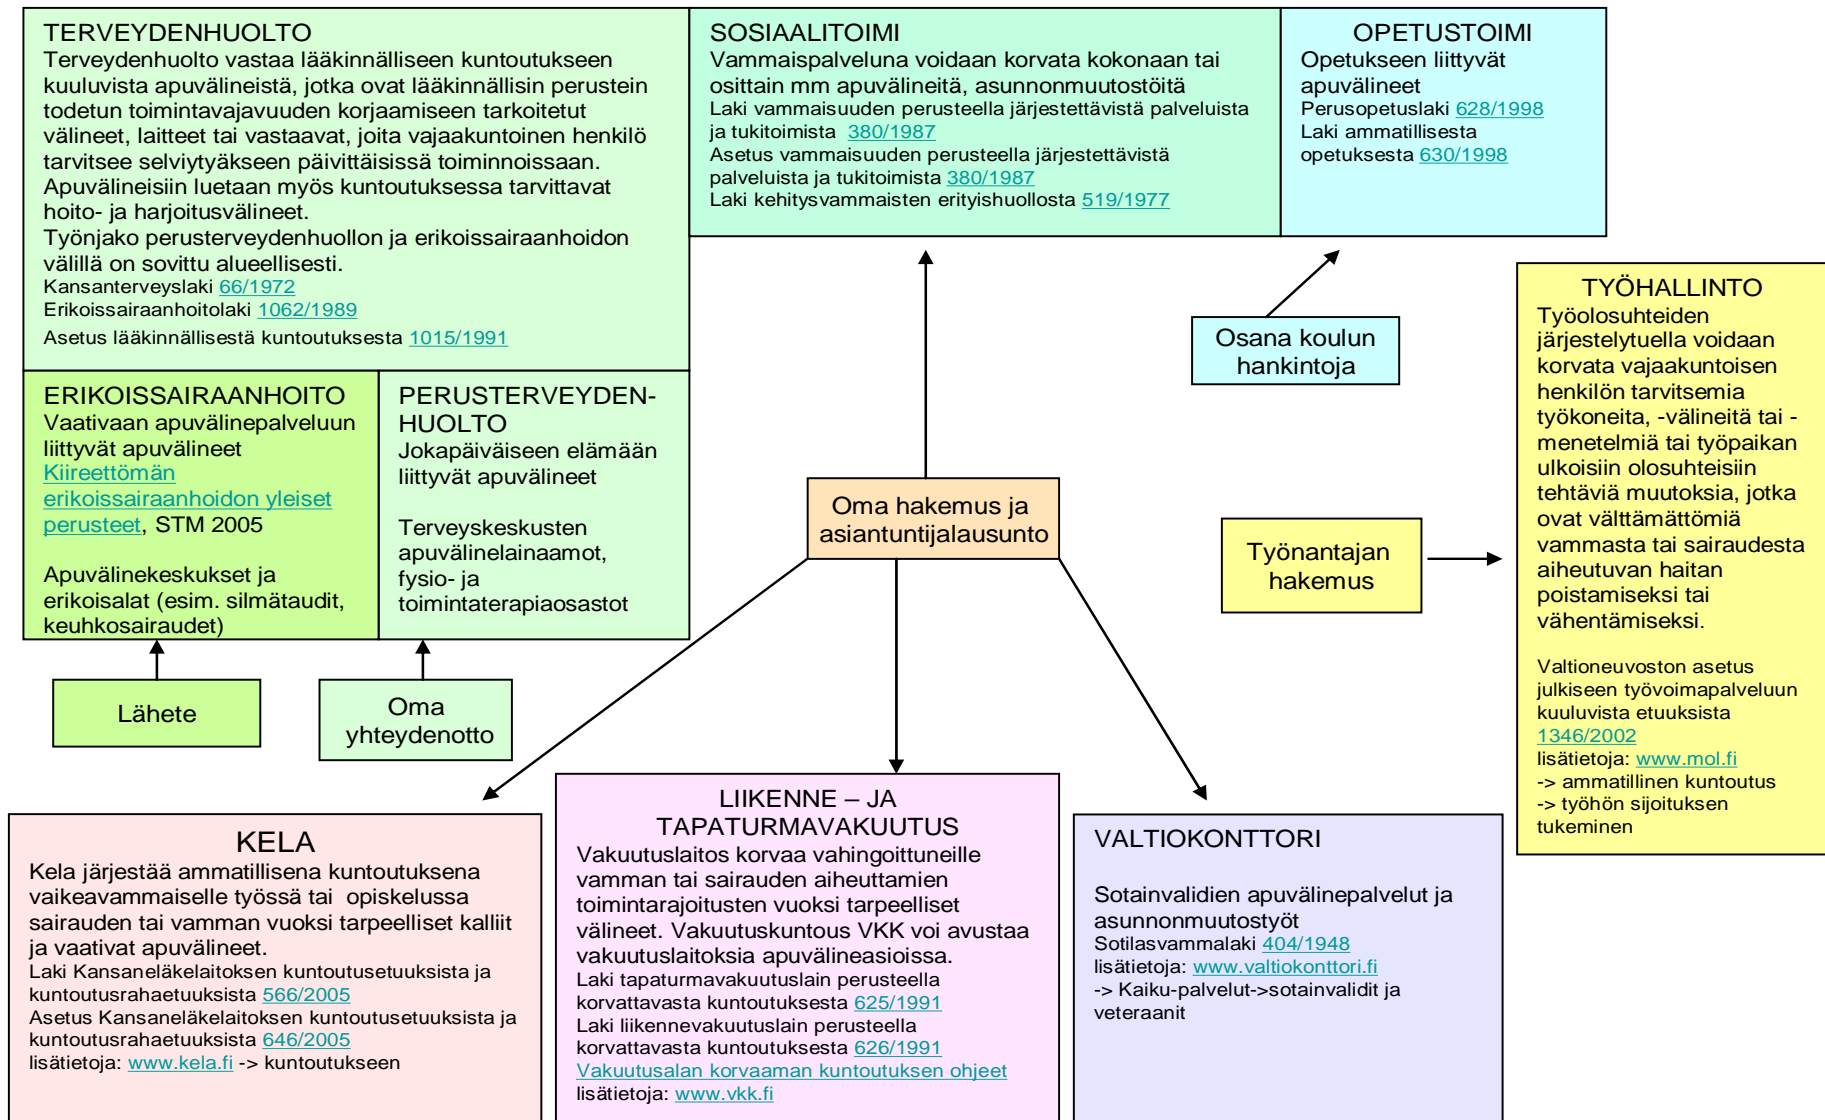 TERVEYDENHUOLTO
Terveydenhuolto vastaa lääkinnälliseen kuntoutukseen
kuuluvista apuvälineistä, jotka ovat lääkinnällisin perustein
todetun toimintavajavuuden korjaamiseen tarkoitetut
välineet, laitteet tai vastaavat, joita vajaakuntoinen henkilö
tarvitsee selviytyäkseen päivittäisissä toiminnoissaan.
Apuvälineisiin luetaan myös kuntoutuksessa tarvittavat
hoito- ja harjoitusvälineet.
Työnjako perusterveydenhuollon ja erikoissairaanhoidon
välillä on sovittu alueellisesti.
Kansanterveyslaki 66/1972
Erikoissairaanhoitolaki 1062/1989
Asetus lääkinnällisestä kuntoutuksesta 1015/1991
SOSIAALITOIMI
Vammaispalveluna voidaan korvata kokonaan tai
osittain mm apuvälineitä, asunnonmuutostöitä
Laki vammaisuuden perusteella järjestettävistä palveluista
ja tukitoimista 380/1987
Asetus vammaisuuden perusteella järjestettävistä
palveluista ja tukitoimista 380/1987
Laki kehitysvammaisten erityishuollosta 519/1977
OPETUSTOIMI
Opetukseen liittyvät
apuvälineet
Perusopetuslaki 628/1998
Laki ammatillisesta
opetuksesta 630/1998
ERIKOISSAIRAANHOITO
Vaativaan apuvälinepalveluun
liittyvät apuvälineet
Kiireettömän
erikoissairaanhoidon yleiset
perusteet, STM 2005
Apuvälinekeskukset ja
erikoisalat (esim. silmätaudit,
keuhkosairaudet)
PERUSTERVEYDEN-
HUOLTO
Jokapäiväiseen elämään
liittyvät apuvälineet
Terveyskeskusten
apuvälinelainaamot,
fysio- ja
toimintaterapiaosastot
Osana koulun
hankintoja
Oma hakemus ja
asiantuntijalausunto
Työnantajan
hakemus
TYÖHALLINTO
Työolosuhteiden
järjestelytuella voidaan
korvata vajaakuntoisen
henkilön tarvitsemia
työkoneita, -välineitä tai -
menetelmiä tai työpaikan
ulkoisiin olosuhteisiin
tehtäviä muutoksia, jotka
ovat välttämättömiä
vammasta tai sairaudesta
aiheutuvan haitan
poistamiseksi tai
vähentämiseksi.
Valtioneuvoston asetus
julkiseen työvoimapalveluun
kuuluvista etuuksista
1346/2002
lisätietoja: www.mol.fi
-> ammatillinen kuntoutus
-> työhön sijoituksen
tukeminen
Lähete
Oma
yhteydenotto
KELA
Kela järjestää ammatillisena kuntoutuksena
vaikeavammaiselle työssä tai opiskelussa
sairauden tai vamman vuoksi tarpeelliset kalliit
ja vaativat apuvälineet.
Laki Kansaneläkelaitoksen kuntoutusetuuksista ja
kuntoutusrahaetuuksista 566/2005
Asetus Kansaneläkelaitoksen kuntoutusetuuksista ja
kuntoutusrahaetuuksista 646/2005
lisätietoja: www.kela.fi -> kuntoutukseen
LIIKENNE – JA
TAPATURMAVAKUUTUS
Vakuutuslaitos korvaa vahingoittuneille
vamman tai sairauden aiheuttamien
toimintarajoitusten vuoksi tarpeelliset
välineet. Vakuutuskuntous VKK voi avustaa
vakuutuslaitoksia apuvälineasioissa.
Laki tapaturmavakuutuslain perusteella
korvattavasta kuntoutuksesta 625/1991
Laki liikennevakuutuslain perusteella
korvattavasta kuntoutuksesta 626/1991
Vakuutusalan korvaaman kuntoutuksen ohjeet
lisätietoja: www.vkk.fi
VALTIOKONTTORI
Sotainvalidien apuvälinepalvelut ja
asunnonmuutostyöt
Sotilasvammalaki 404/1948
lisätietoja: www.valtiokonttori.fi
-> Kaiku-palvelut->sotainvalidit ja
veteraanit